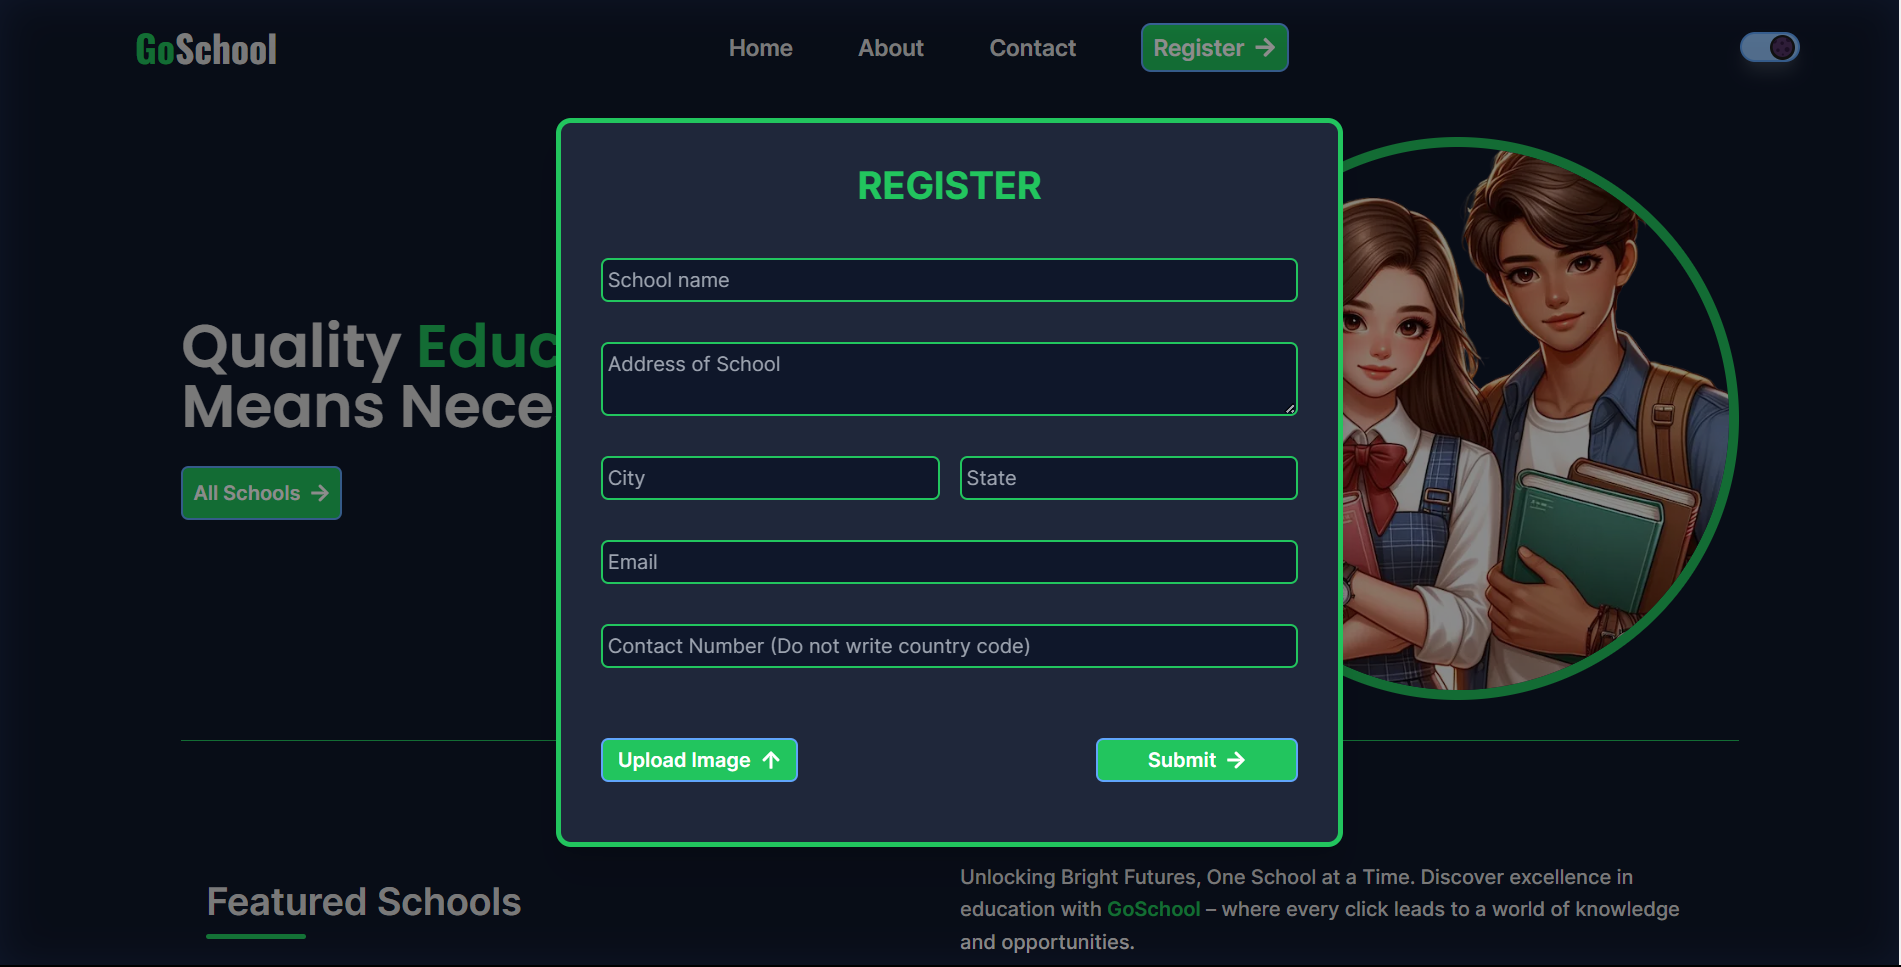 GoSchool
Home
About
Contact
Register
REGISTER
School name
Address of School
City
State
Email
Contact Number (Do not write country code)
Upload Image
Submit
Quality Educ
Means Nece
All Schools
Featured Schools
Unlocking Bright Futures, One School at a Time. Discover excellence in
education with GoSchool – where every click leads to a world of knowledge
and opportunities.